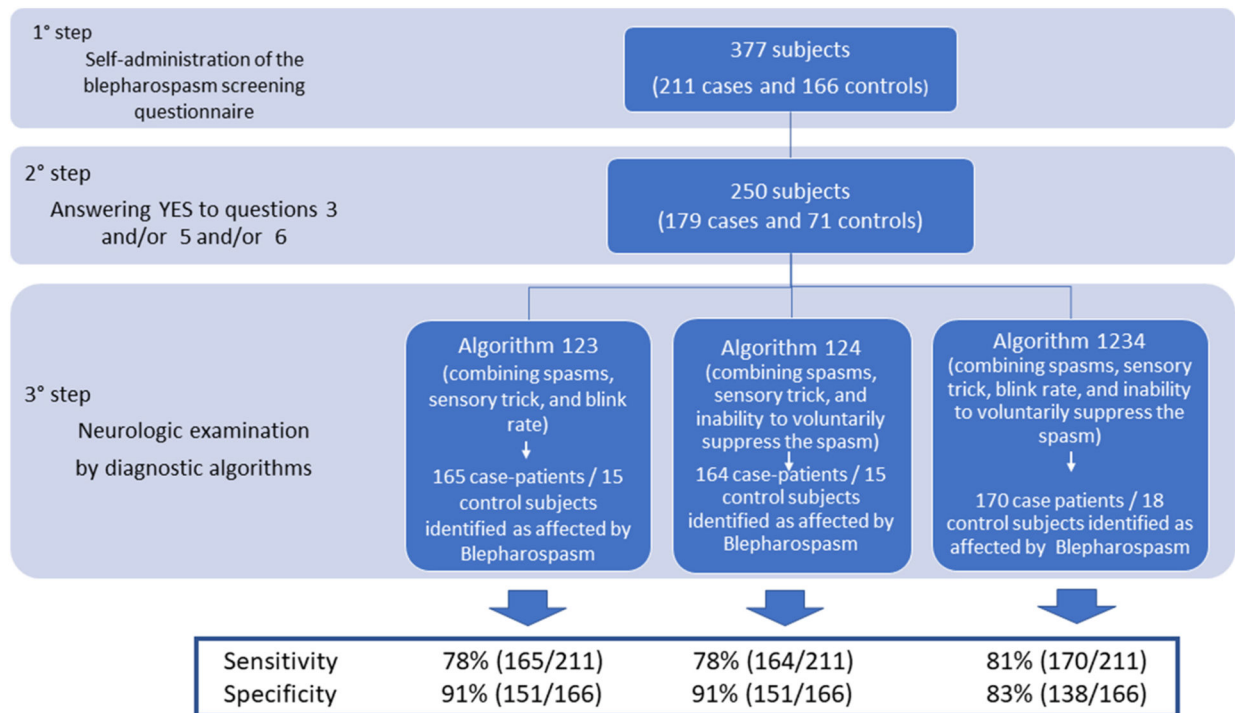 1° step
Self-administration of the
blepharospasm screening
questionnaire
377 subjects
(211 cases and 166 controls)
2° step
Answering YES to questions 3
and/or 5 and/or 6
250 subjects
(179 cases and 71 controls)
3° step
Neurologic examination
by diagnostic algorithms
Algorithm 123
(combining spasms,
sensory trick, and blink
rate)
165 case-patients / 15
control subjects
identified as affected by
Blepharospasm
Algorithm 124
(combining spasms,
sensory trick, and
inability to voluntarily
suppress the spasm)
164 case-patients / 15
control subjects
identified as affected by
Blepharospasm
Algorithm 1234
(combining spasms, sensory
trick, blink rate, and inability
to voluntarily suppress the
spasm)
170 case patients / 18
control subjects identified as
affected by Blepharospasm
Sensitivity 78% (165/211) 78% (164/211) 81% (170/211)
Specificity 91% (151/166) 91% (151/166) 83% (138/166)